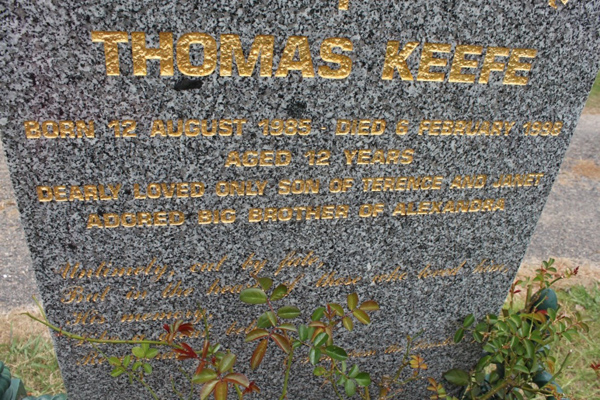 THOMAS KEEFE
BORN 12 AUGUST 1985 - DIED 6 FEBRUARY 1998
AGED 12 YEARS
DEARLY LOVED ONLY SON OF TERENCE AND JANET
ADORED BIG BROTHER OF ALEXANDRA
Untimely, cut by fate,
But in the hearts of those who loved him
His memory